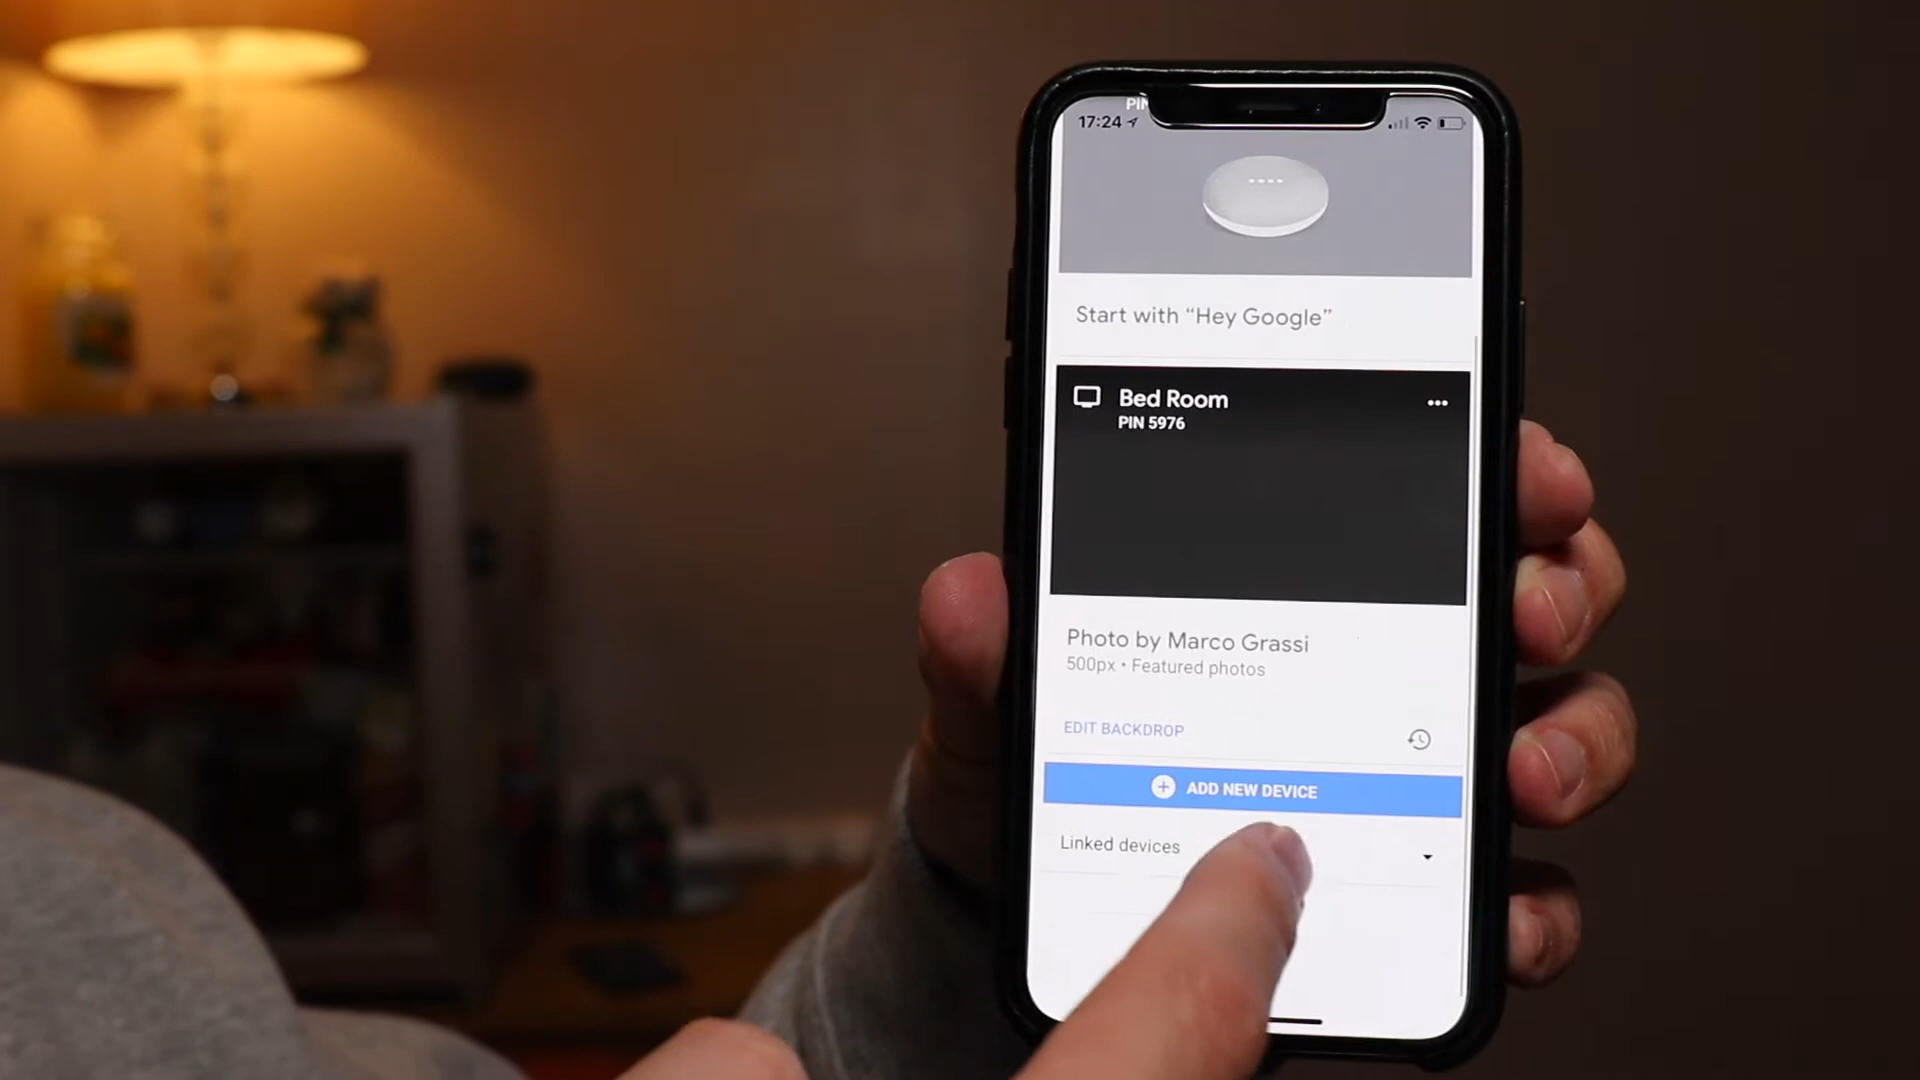 PIN
17:24
Start with “Hey Google”
Bed Room
PIN 5976
Photo by Marco Grassi
500px • Featured photos
EDIT BACKDROP
ADD NEW DEVICE
Linked devices